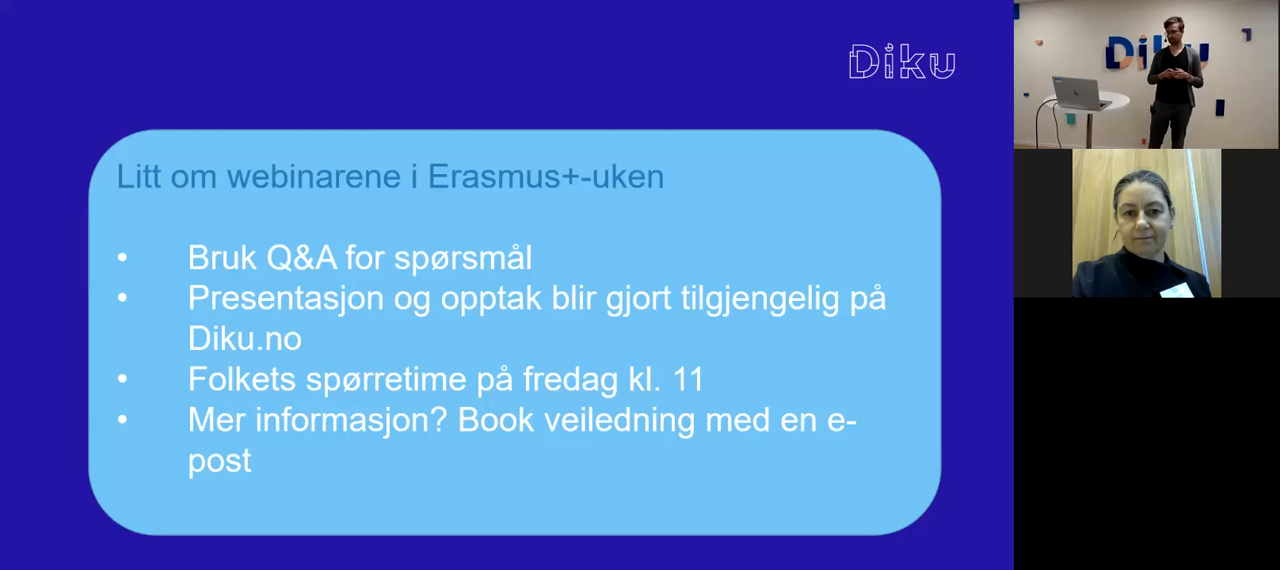 Diku
Litt om webinarene i Erasmus+-uken
• Bruk Q&A for spørsmål
• Presentasjon og opptak blir gjort tilgjengelig på
Diku.no
• Folkets spørretime på fredag kl. 11
• Mer informasjon? Book veiledning med en e-
post
Diku